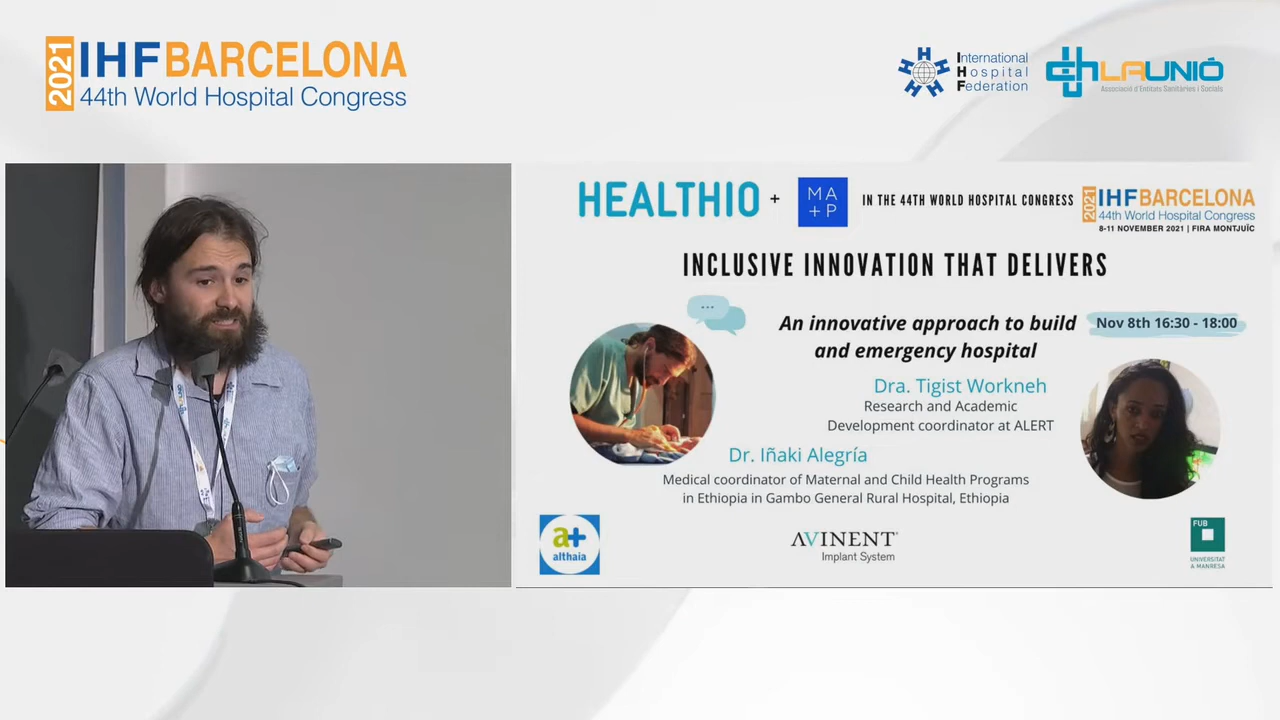 2021 IHF BARCELONA
44th World Hospital Congress
International
Hospital
Federation
LAUNIÓ
Associació d'Entitats Sanitàries i Socials
HEALTHIO + MA+P IN THE 44TH WORLD HOSPITAL CONGRESS
2021 IHF BARCELONA
44th World Hospital Congress
8-11 NOVEMBER 2021 | FIRA MONTJUÏC
INCLUSIVE INNOVATION THAT DELIVERS
An innovative approach to build
and emergency hospital
Nov 8th 16:30 - 18:00
Dra. Tigist Workneh
Research and Academic
Development coordinator at ALERT
Dr. Iñaki Alegría
Medical coordinator of Maternal and Child Health Programs
in Ethiopia in Gambo General Rural Hospital, Ethiopia
a+
althaia
AVINENT
Implant System
FUB
UNIVERSITAT
A MANRESA